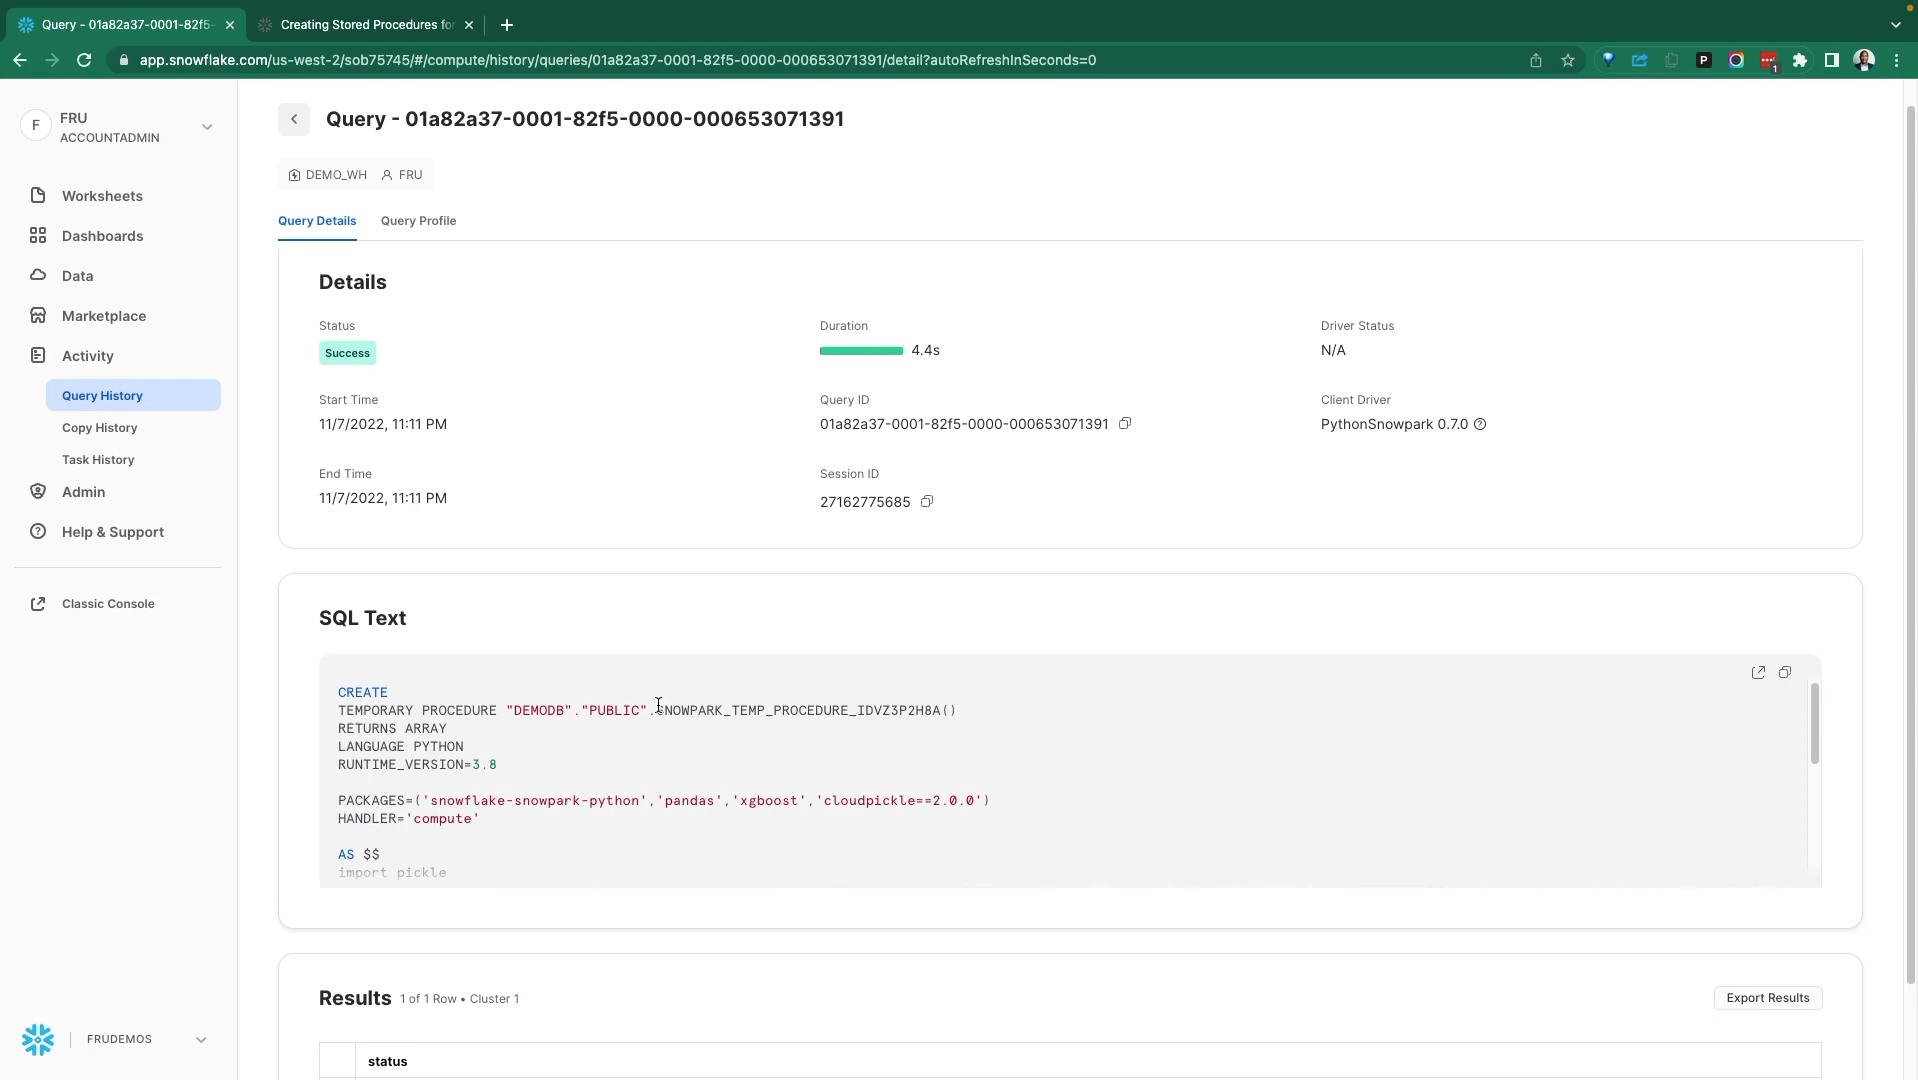 Query - 01a82a37-0001-82f5-
Creating Stored Procedures for
app.snowflake.com/us-west-2/sob75745/#/compute/history/queries/01a82a37-0001-82f5-0000-000653071391/detail?autoRefreshInSeconds=0
P
1
F
FRU
ACCOUNTADMIN
Worksheets
Dashboards
Data
Marketplace
Activity
Query History
Copy History
Task History
Admin
Help & Support
Classic Console
FRUDEMOS
Query - 01a82a37-0001-82f5-0000-000653071391
DEMO_WH FRU
Query Details Query Profile
Details
Status
Success
Duration
4.4s
Driver Status
N/A
Start Time
11/7/2022, 11:11 PM
Query ID
01a82a37-0001-82f5-0000-000653071391
Client Driver
PythonSnowpark 0.7.0
End Time
11/7/2022, 11:11 PM
Session ID
27162775685
SQL Text
CREATE
TEMPORARY PROCEDURE "DEMODB"."PUBLIC".SNOWPARK_TEMP_PROCEDURE_IDVZ3P2H8A()
RETURNS ARRAY
LANGUAGE PYTHON
RUNTIME_VERSION=3.8
PACKAGES=('snowflake-snowpark-python','pandas','xgboost','cloudpickle==2.0.0')
HANDLER='compute'
AS $$
import pickle
Results 1 of 1 Row • Cluster 1
Export Results
status